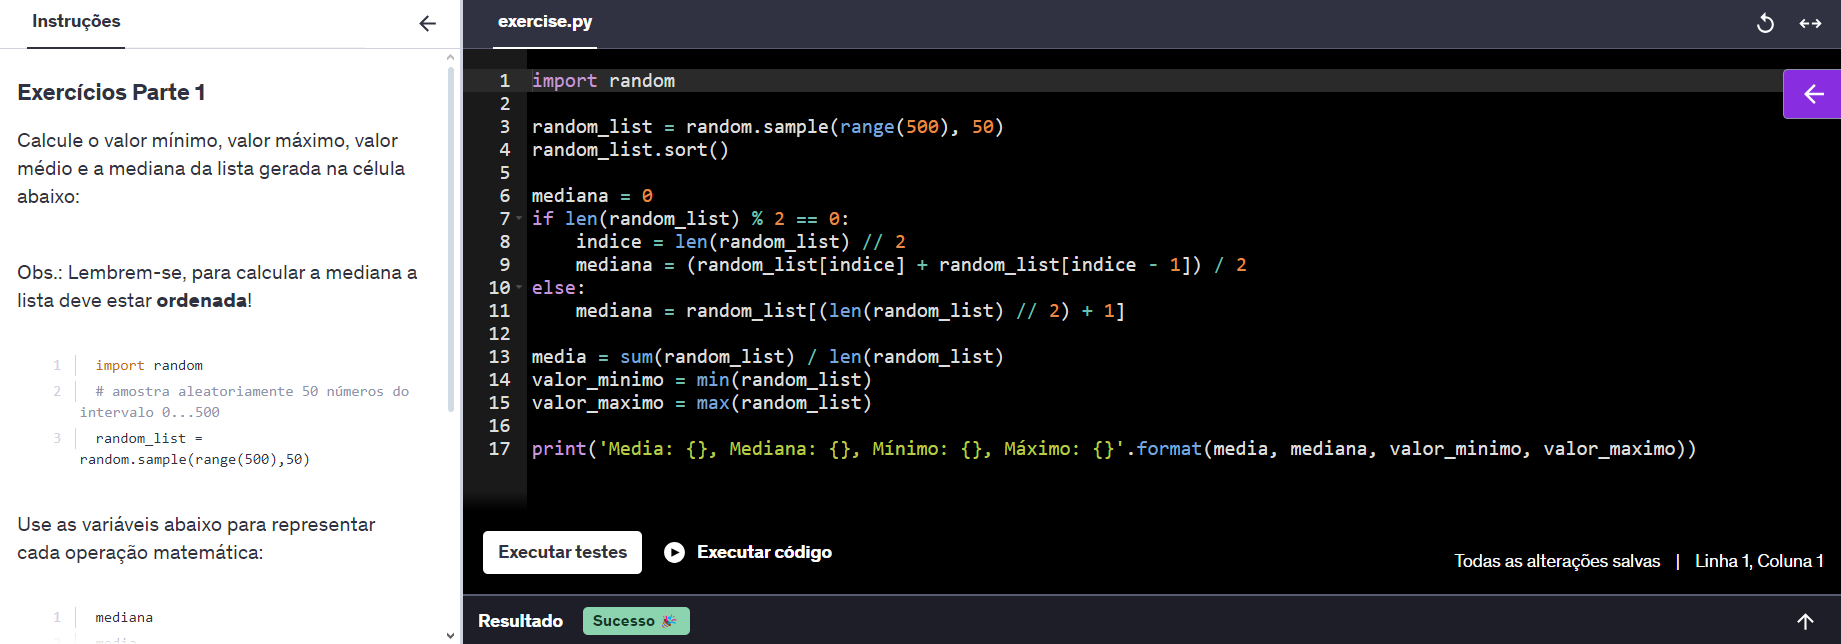 Instruções
Exercícios Parte 1
Calcule o valor mínimo, valor máximo, valor
médio e a mediana da lista gerada na célula
abaixo:
Obs.: Lembrem-se, para calcular a mediana a
lista deve estar ordenada!
1 import random
2 # amostra aleatoriamente 50 números do
intervalo 0...500
3 random_list =
random.sample(range(500),50)
Use as variáveis abaixo para representar
cada operação matemática:
1 mediana
2 media
exercise.py
1 import random
2
3 random_list = random.sample(range(500), 50)
4 random_list.sort()
5
6 mediana = 0
7 if len(random_list) % 2 == 0:
8     indice = len(random_list) // 2
9     mediana = (random_list[indice] + random_list[indice - 1]) / 2
10 else:
11     mediana = random_list[(len(random_list) // 2) + 1]
12
13 media = sum(random_list) / len(random_list)
14 valor_minimo = min(random_list)
15 valor_maximo = max(random_list)
16
17 print('Media: {}, Mediana: {}, Mínimo: {}, Máximo: {}'.format(media, mediana, valor_minimo, valor_maximo))
Executar testes
Executar código
Todas as alterações salvas | Linha 1, Coluna 1
Resultado
Sucesso 🎉